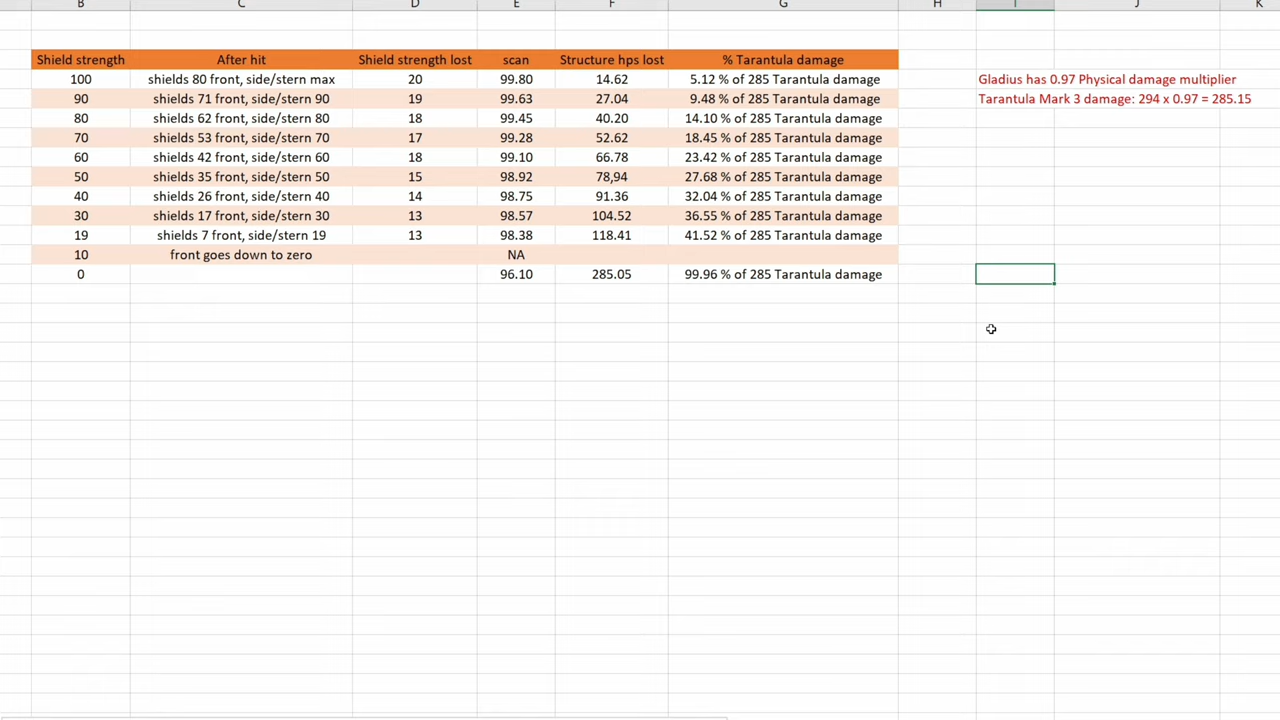 B C D E F G H I J K
Shield strength After hit Shield strength lost scan Structure hps lost % Tarantula damage
100 shields 80 front, side/stern max 20 99.80 14.62 5.12 % of 285 Tarantula damage Gladius has 0.97 Physical damage multiplier
90 shields 71 front, side/stern 90 19 99.63 27.04 9.48 % of 285 Tarantula damage Tarantula Mark 3 damage: 294 x 0.97 = 285.15
80 shields 62 front, side/stern 80 18 99.45 40.20 14.10 % of 285 Tarantula damage
70 shields 53 front, side/stern 70 17 99.28 52.62 18.45 % of 285 Tarantula damage
60 shields 42 front, side/stern 60 18 99.10 66.78 23.42 % of 285 Tarantula damage
50 shields 35 front, side/stern 50 15 98.92 78,94 27.68 % of 285 Tarantula damage
40 shields 26 front, side/stern 40 14 98.75 91.36 32.04 % of 285 Tarantula damage
30 shields 17 front, side/stern 30 13 98.57 104.52 36.55 % of 285 Tarantula damage
19 shields 7 front, side/stern 19 13 98.38 118.41 41.52 % of 285 Tarantula damage
10 front goes down to zero NA
0 96.10 285.05 99.96 % of 285 Tarantula damage